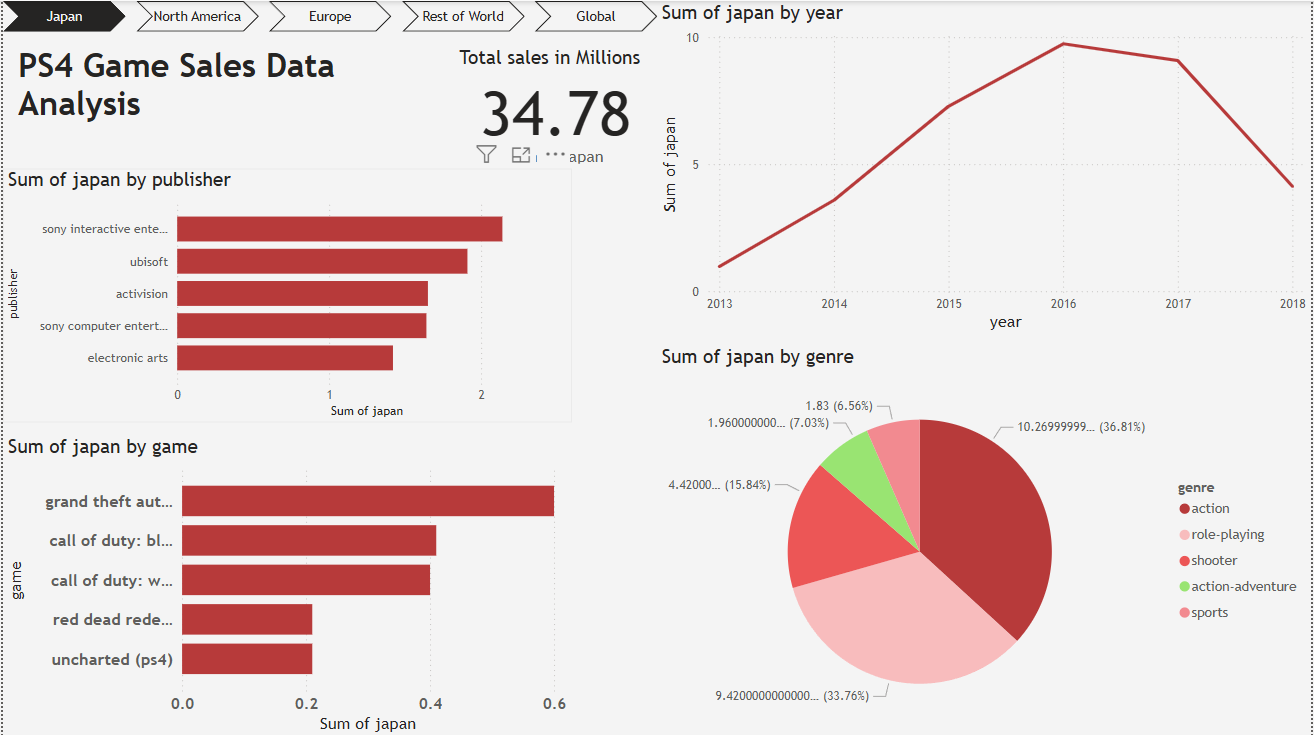 Japan
North America
Europe
Rest of World
Global
PS4 Game Sales Data
Analysis
Total sales in Millions
34.78
apan
Sum of japan by publisher
publisher
sony interactive ente...
ubisoft
activision
sony computer entert...
electronic arts
0
1
2
Sum of japan
Sum of japan by game
game
grand theft aut...
call of duty: bl...
call of duty: w...
red dead rede...
uncharted (ps4)
0.0
0.2
0.4
0.6
Sum of japan
Sum of japan by year
Sum of japan
10
5
0
2013
2014
2015
2016
2017
2018
year
Sum of japan by genre
1.83 (6.56%)
1.960000000... (7.03%)
10.26999999... (36.81%)
4.42000... (15.84%)
9.4200000000000... (33.76%)
genre
action
role-playing
shooter
action-adventure
sports